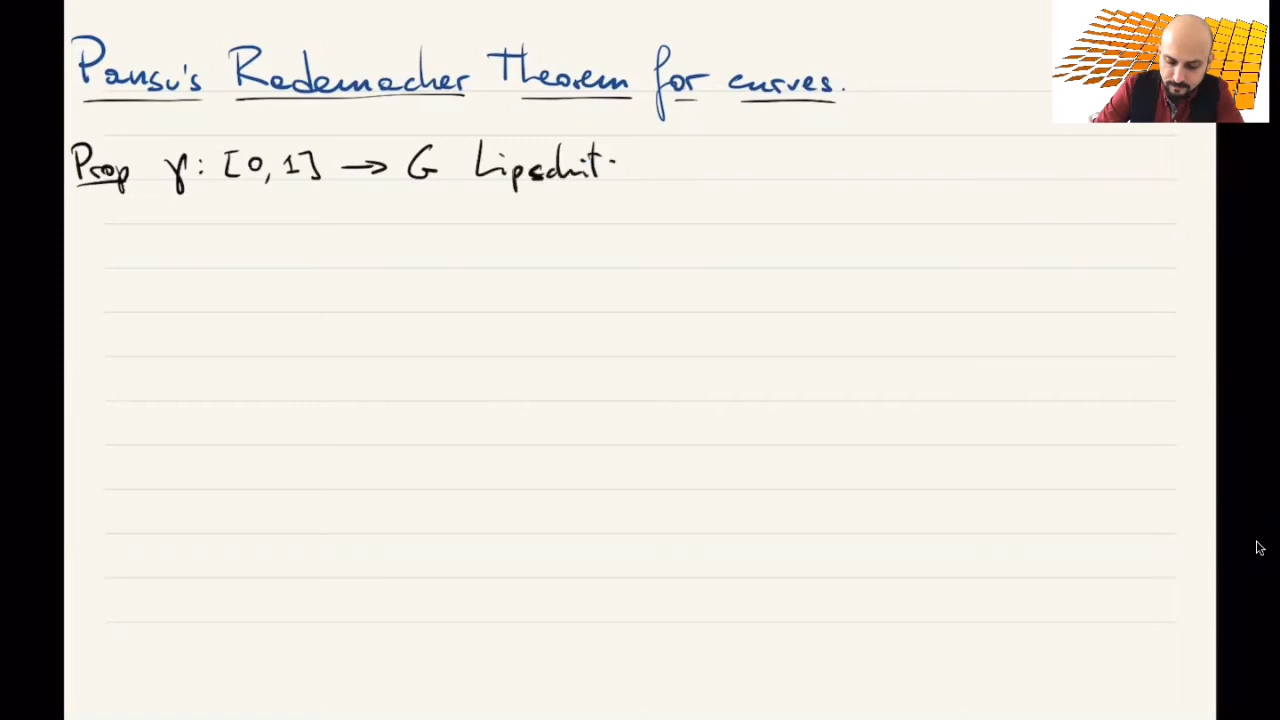 Pansu's Rademacher Theorem for curves.
Prop γ: [0,1] → G Lipschit